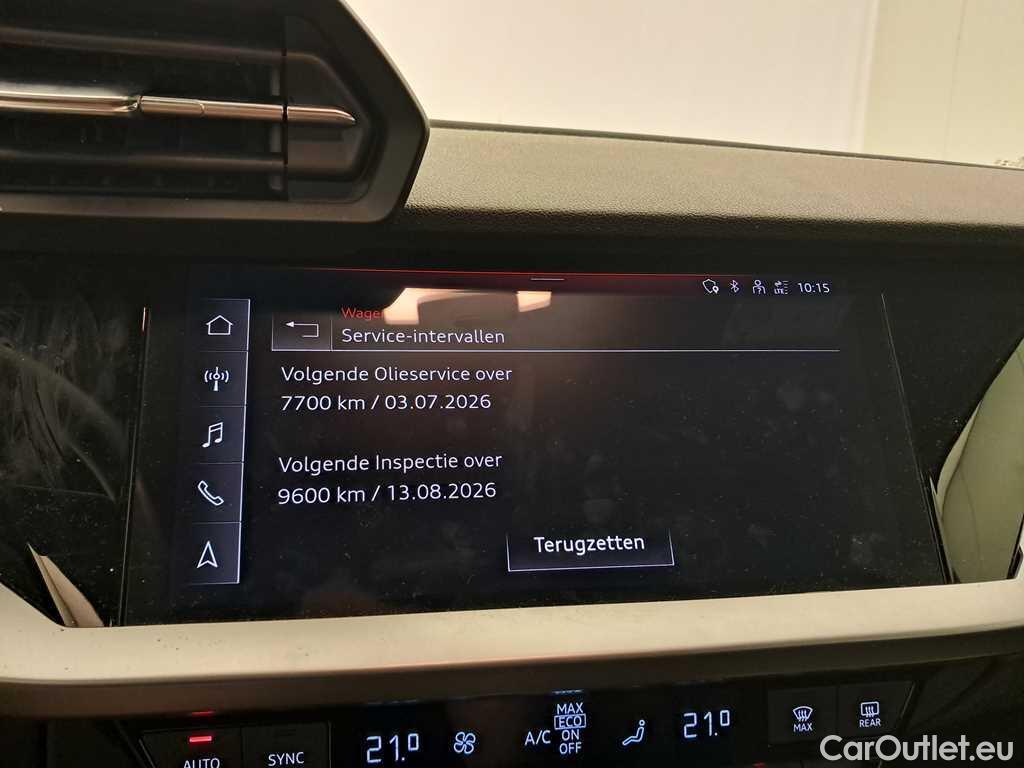 10:15
Service-intervallen
Volgende Olieservice over
7700 km / 03.07.2026
Volgende Inspectie over
9600 km / 13.08.2026
Terugzetten
AUTO
SYNC
21.0
A/C
MAX
ECO
ON
OFF
21.0
MAX
REAR
CarOutlet.eu